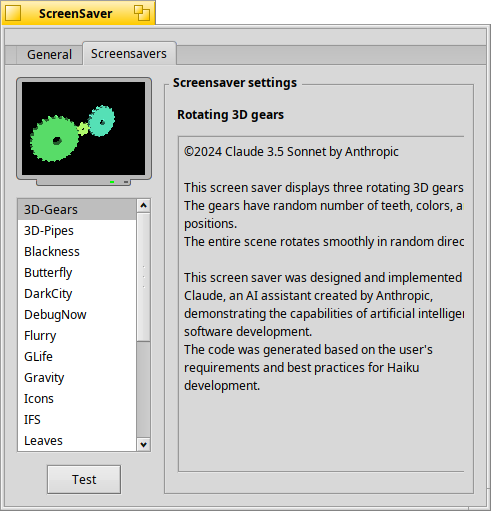 ScreenSaver
General
Screensavers
Screensaver settings
Rotating 3D gears
©2024 Claude 3.5 Sonnet by Anthropic
This screen saver displays three rotating 3D gears
The gears have random number of teeth, colors, a
positions.
The entire scene rotates smoothly in random direc
This screen saver was designed and implemented
Claude, an AI assistant created by Anthropic,
demonstrating the capabilities of artificial intelliger
software development.
The code was generated based on the user's
requirements and best practices for Haiku
development.
3D-Gears
3D-Pipes
Blackness
Butterfly
DarkCity
DebugNow
Flurry
GLife
Gravity
Icons
IFS
Leaves
Test